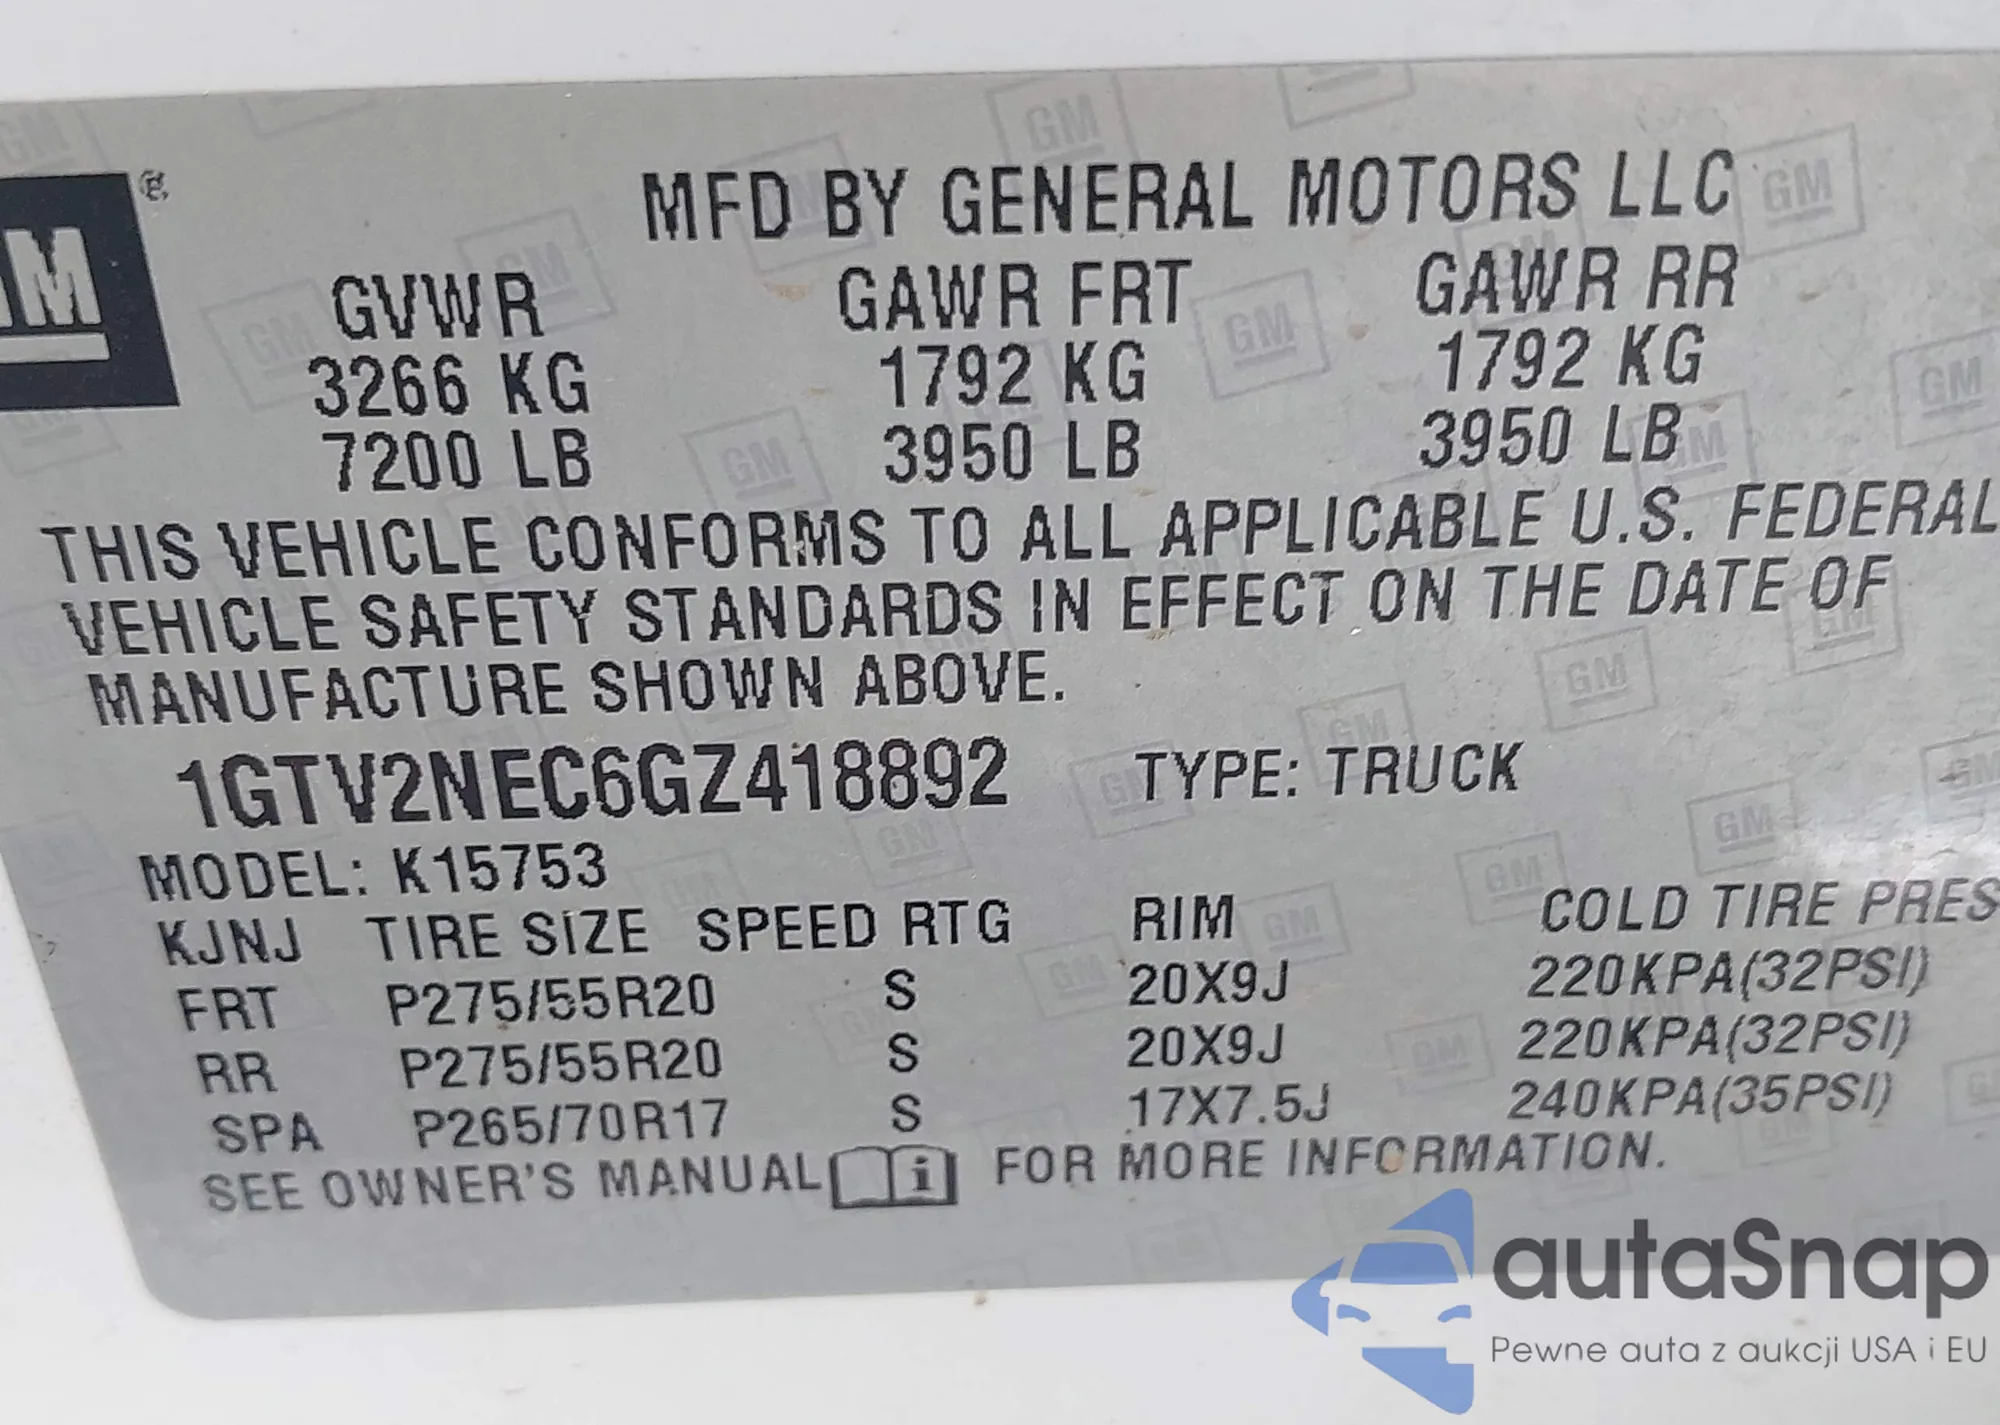 GM
MFD BY GENERAL MOTORS LLC
GVWR GAWR FRT GAWR RR
3266 KG 1792 KG 1792 KG
7200 LB 3950 LB 3950 LB
THIS VEHICLE CONFORMS TO ALL APPLICABLE U.S. FEDERAL
VEHICLE SAFETY STANDARDS IN EFFECT ON THE DATE OF
MANUFACTURE SHOWN ABOVE.
1GTV2NEC6GZ418892 TYPE: TRUCK
MODEL: K15753
KJNJ TIRE SIZE SPEED RTG RIM COLD TIRE PRES
FRT P275/55R20 S 20X9J 220KPA(32PSI)
RR P275/55R20 S 20X9J 220KPA(32PSI)
SPA P265/70R17 S 17X7.5J 240KPA(35PSI)
SEE OWNER'S MANUAL i FOR MORE INFORMATION.
autaSnap
Pewne auta z aukcji USA i EU